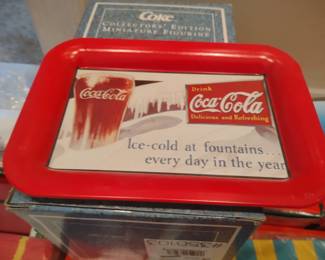 Coke
COLLECTORS' EDITION
MINIATURE FIGURINE
Coca-Cola
Drink
Coca-Cola
Delicious and Refreshing
Ice-cold at fountains...
every day in the year